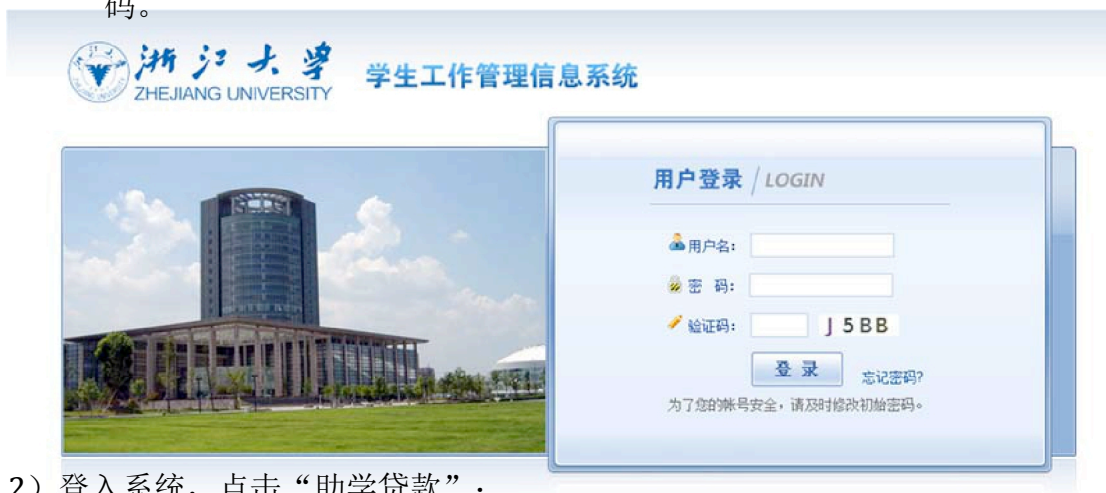 码。
浙江大学
ZHEJIANG UNIVERSITY
学生工作管理信息系统
用户登录 / LOGIN
用户名：
密 码：
验证码： J 5 B B
登 录 忘记密码?
为了您的帐号安全，请及时修改初始密码。
2）登入系统，点击“助学贷款”；